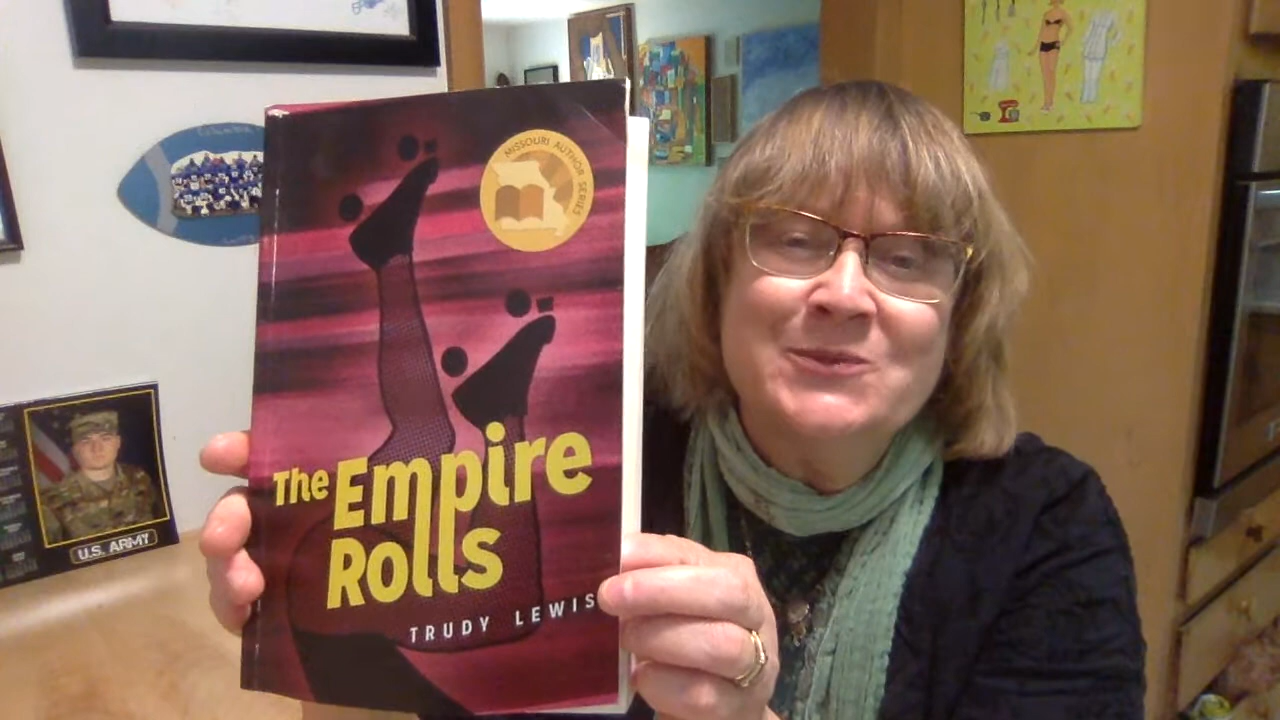 MISSOURI AUTHOR SERIES
The Empire
Rolls
TRUDY LEWIS
U.S. ARMY